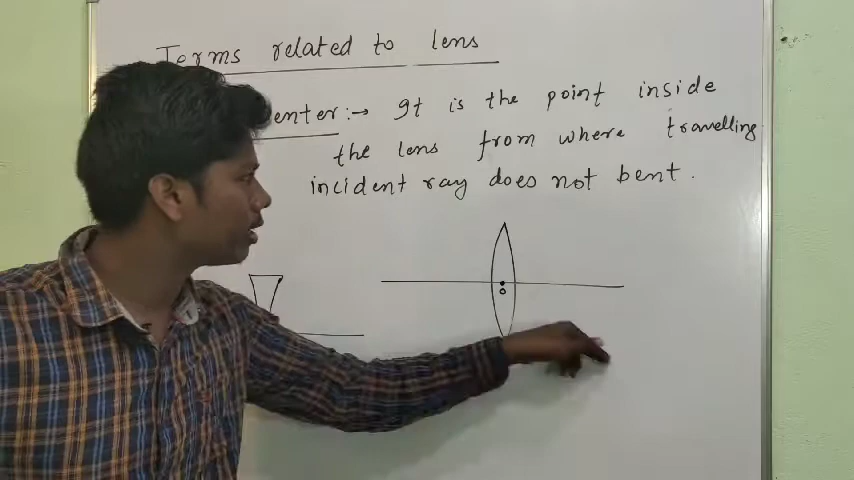 Terms related to lens
enter :→ It is the point inside
the lens from where travelling
incident ray does not bent.
o